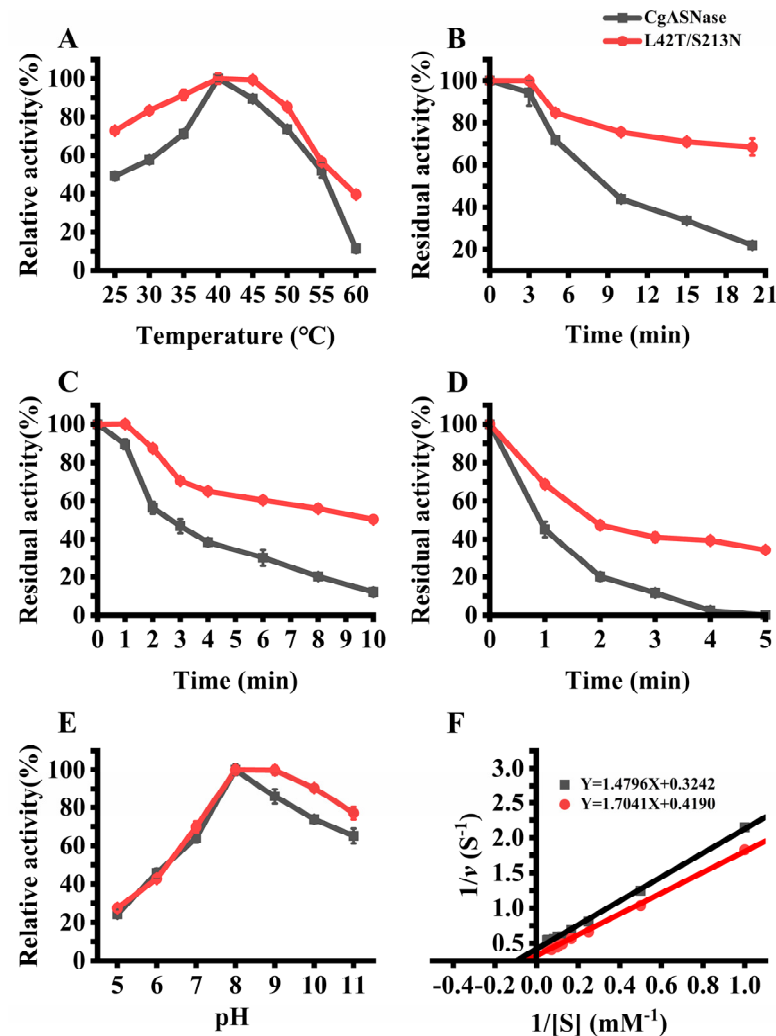 CgASNase
L42T/S213N
A
Relative activity(%)
100
80
60
40
20
0
25 30 35 40 45 50 55 60
Temperature (°C)
B
Residual activity(%)
100
80
60
40
20
0 3 6 9 12 15 18 21
Time (min)
C
Residual activity(%)
100
80
60
40
20
0
0 1 2 3 4 5 6 7 8 9 10
Time (min)
D
Residual activity(%)
100
80
60
40
20
0
0 1 2 3 4 5
Time (min)
E
Relative activity(%)
100
80
60
40
20
0
5 6 7 8 9 10 11
pH
F
1/v (S⁻¹)
3.0
2.5
2.0
1.5
1.0
0.5
Y=1.4796X+0.3242
Y=1.7041X+0.4190
-0.4 -0.2 0.0 0.2 0.4 0.6 0.8 1.0
1/[S] (mM⁻¹)